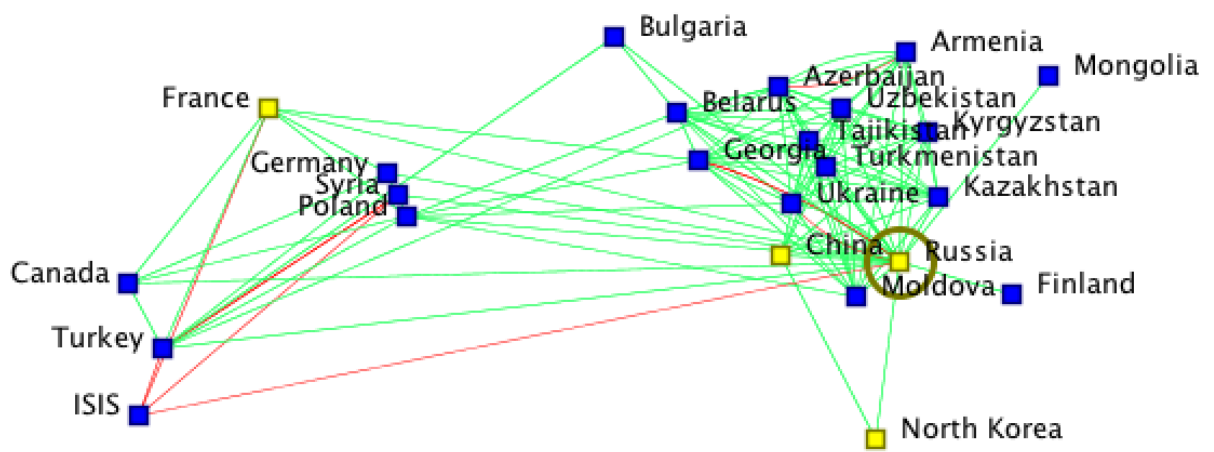 Bulgaria
Armenia
Mongolia
Azerbaijan
France
Belarus
Uzbekistan
Kyrgyzstan
Tajikistan
Georgia
Turkmenistan
Germany
Syria
Poland
Ukraine
Kazakhstan
China
Russia
Canada
Moldova
Finland
Turkey
ISIS
North Korea